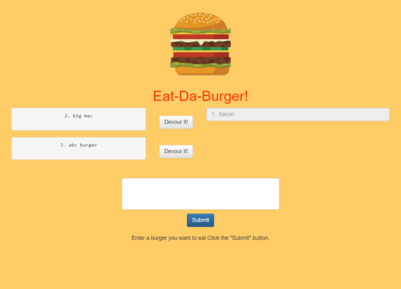 Eat-Da-Burger!
2. big mac
Devour it!
1 . bacon
3. abc burger
Devour it!
Submit
Enter a burger you want to eat Click the "Submit" button.